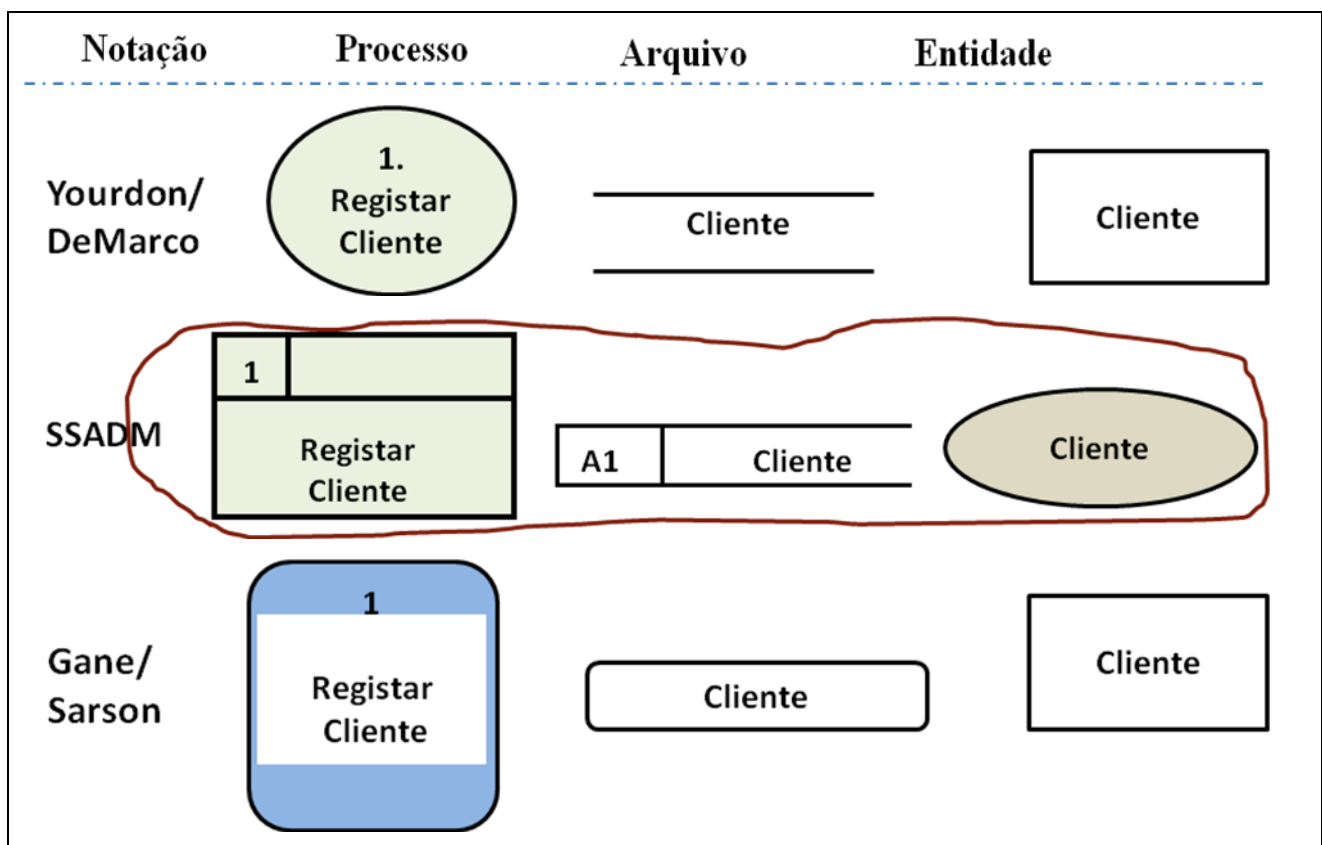 Notação Processo Arquivo Entidade
Yourdon/
DeMarco
1.
Registar
Cliente
Cliente
Cliente
SSADM
1
Registar
Cliente
A1 Cliente
Cliente
Gane/
Sarson
1
Registar
Cliente
Cliente
Cliente